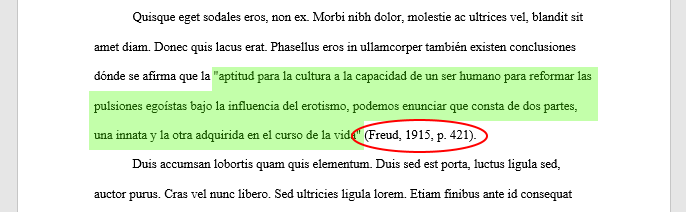 Quisque eget sodales eros, non ex. Morbi nibh dolor, molestie ac ultrices vel, blandit sit
amet diam. Donec quis lacus erat. Phasellus eros in ullamcorper también existen conclusiones
dónde se afirma que la "aptitud para la cultura a la capacidad de un ser humano para reformar las
pulsiones egoístas bajo la influencia del erotismo, podemos enunciar que consta de dos partes,
una innata y la otra adquirida en el curso de la vida" (Freud, 1915, p. 421).
Duis accumsan lobortis quam quis elementum. Duis sed est porta, luctus ligula sed,
auctor purus. Cras vel nunc libero. Sed ultricies ligula lorem. Etiam finibus ante id consequat